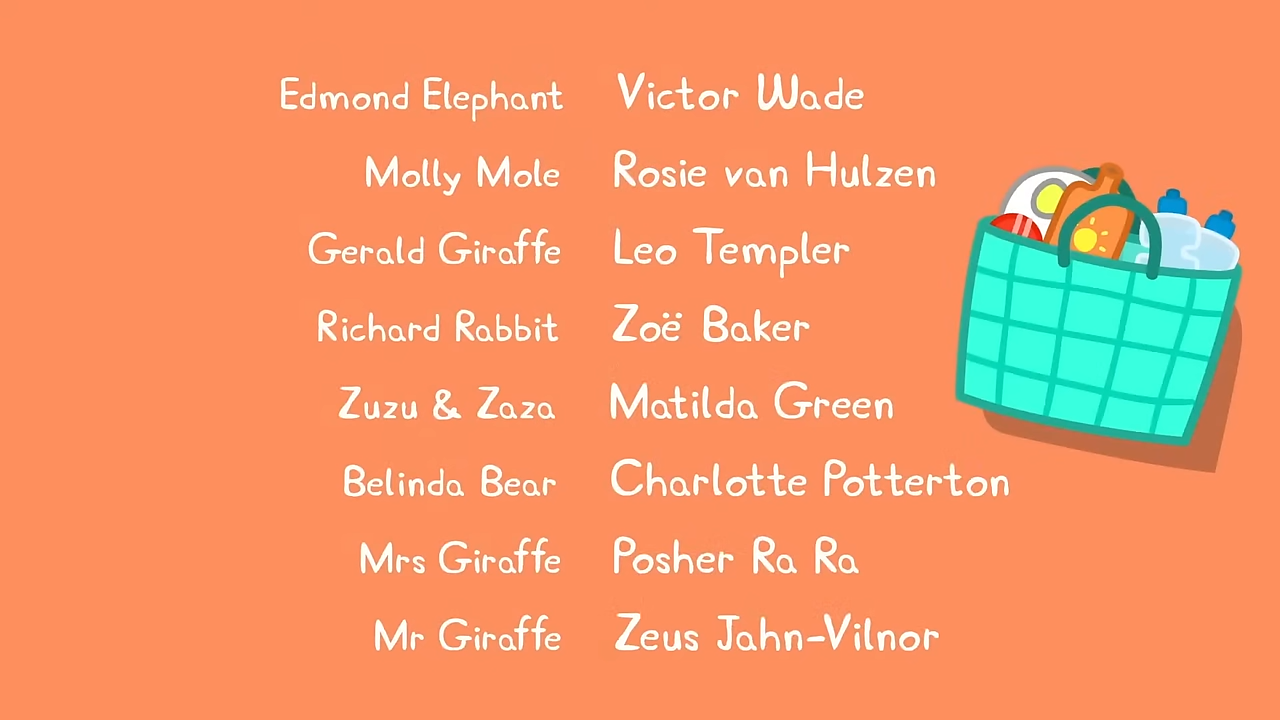 Edmond Elephant Victor Wade
Molly Mole Rosie van Hulzen
Gerald Giraffe Leo Templer
Richard Rabbit Zoë Baker
Zuzu & Zaza Matilda Green
Belinda Bear Charlotte Potterton
Mrs Giraffe Posher Ra Ra
Mr Giraffe Zeus Jahn-Vilnor